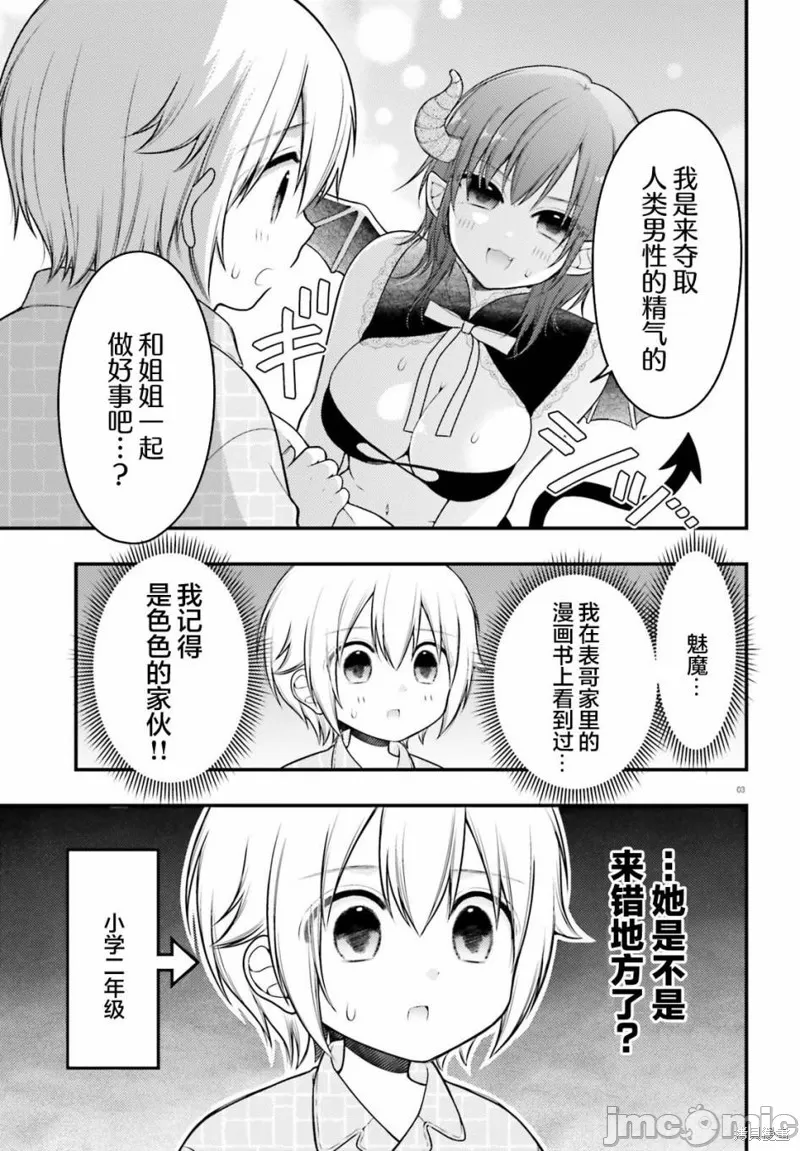 我是来夺取
人类男性的精气的
和姐姐一起
做好事吧…?
ギシッ
魅魔…
我在表哥家里的
漫画书上看到过…
我记得
是色色的家伙!!
03
…她是不是
来错地方了?
小学二年级
jmcomic